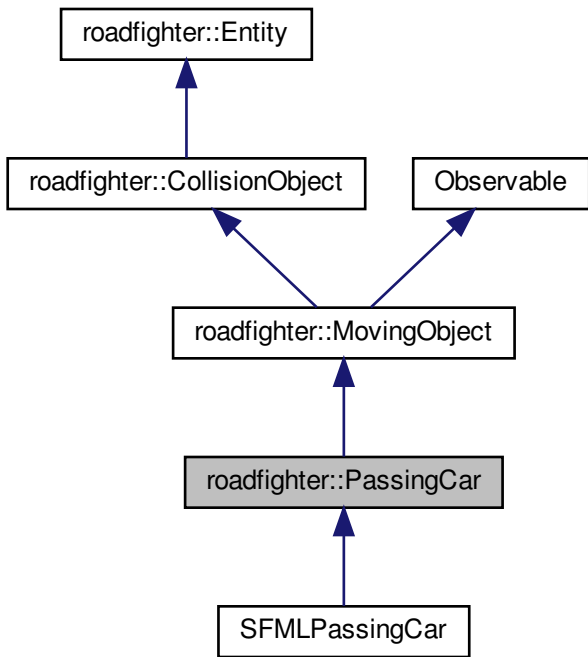 roadfighter::Entity
roadfighter::CollisionObject
Observable
roadfighter::MovingObject
roadfighter::PassingCar
SFMLPassingCar